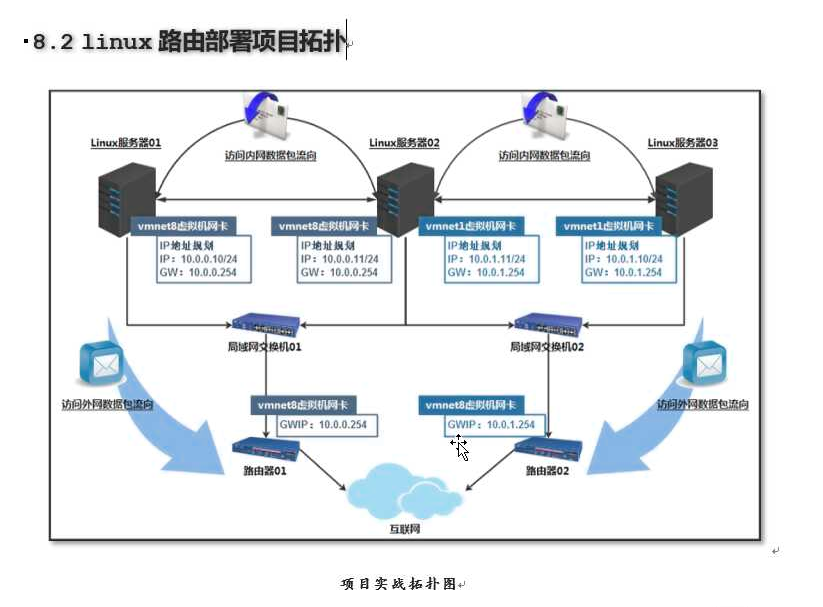 8.2 linux 路由部署项目拓扑
Linux服务器01
Linux服务器02
Linux服务器03
访问内网数据包流向
访问内网数据包流向
vmnet8虚拟机网卡
IP地址规划
IP：10.0.0.10/24
GW：10.0.0.254
vmnet8虚拟机网卡
IP地址规划
IP：10.0.0.11/24
GW：10.0.0.254
vmnet1虚拟机网卡
IP地址规划
IP：10.0.1.11/24
GW：10.0.1.254
vmnet1虚拟机网卡
IP地址规划
IP：10.0.1.10/24
GW：10.0.1.254
局域网交换机01
局域网交换机02
访问外网数据包流向
访问外网数据包流向
vmnet8虚拟机网卡
GWIP：10.0.0.254
vmnet8虚拟机网卡
GWIP：10.0.1.254
路由器01
路由器02
互联网
项目实战拓扑图